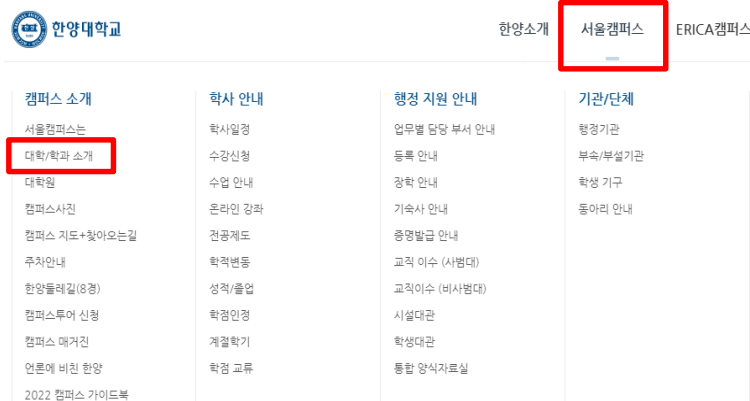 한양대학교
한양소개 서울캠퍼스 ERICA캠퍼스
캠퍼스 소개
서울캠퍼스는
대학/학과 소개
대학원
캠퍼스사진
캠퍼스 지도+찾아오는길
주차안내
한양둘레길(8경)
캠퍼스투어 신청
캠퍼스 매거진
언론에 비친 한양
2022 캠퍼스 가이드북
학사 안내
학사일정
수강신청
수업 안내
온라인 강좌
전공제도
학적변동
성적/졸업
학점인정
계절학기
학점 교류
행정 지원 안내
업무별 담당 부서 안내
등록 안내
장학 안내
기숙사 안내
증명발급 안내
교직 이수 (사범대)
교직이수 (비사범대)
시설대관
학생대관
통합 양식자료실
기관/단체
행정기관
부속/부설기관
학생 기구
동아리 안내